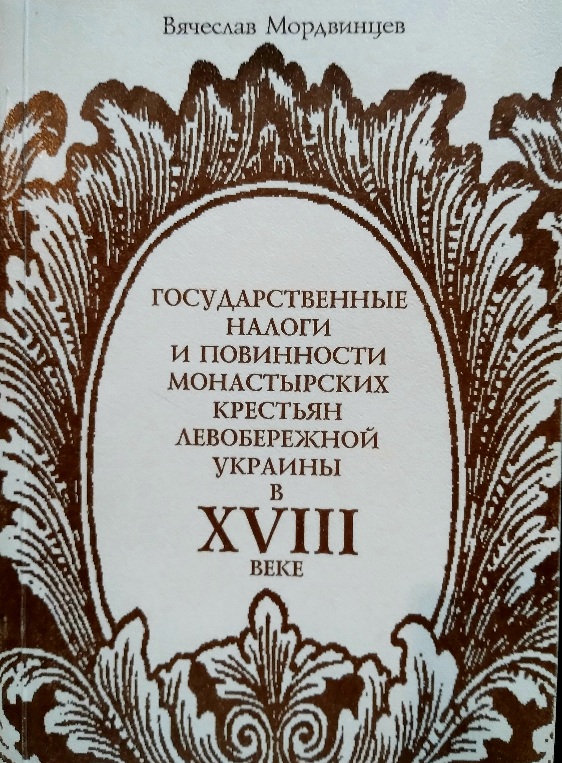 Вячеслав Мордвинцев
ГОСУДАРСТВЕННЫЕ
НАЛОГИ
И ПОВИННОСТИ
МОНАСТЫРСКИХ
КРЕСТЬЯН
ЛЕВОБЕРЕЖНОЙ
УКРАИНЫ
В
XVIII
ВЕКЕ